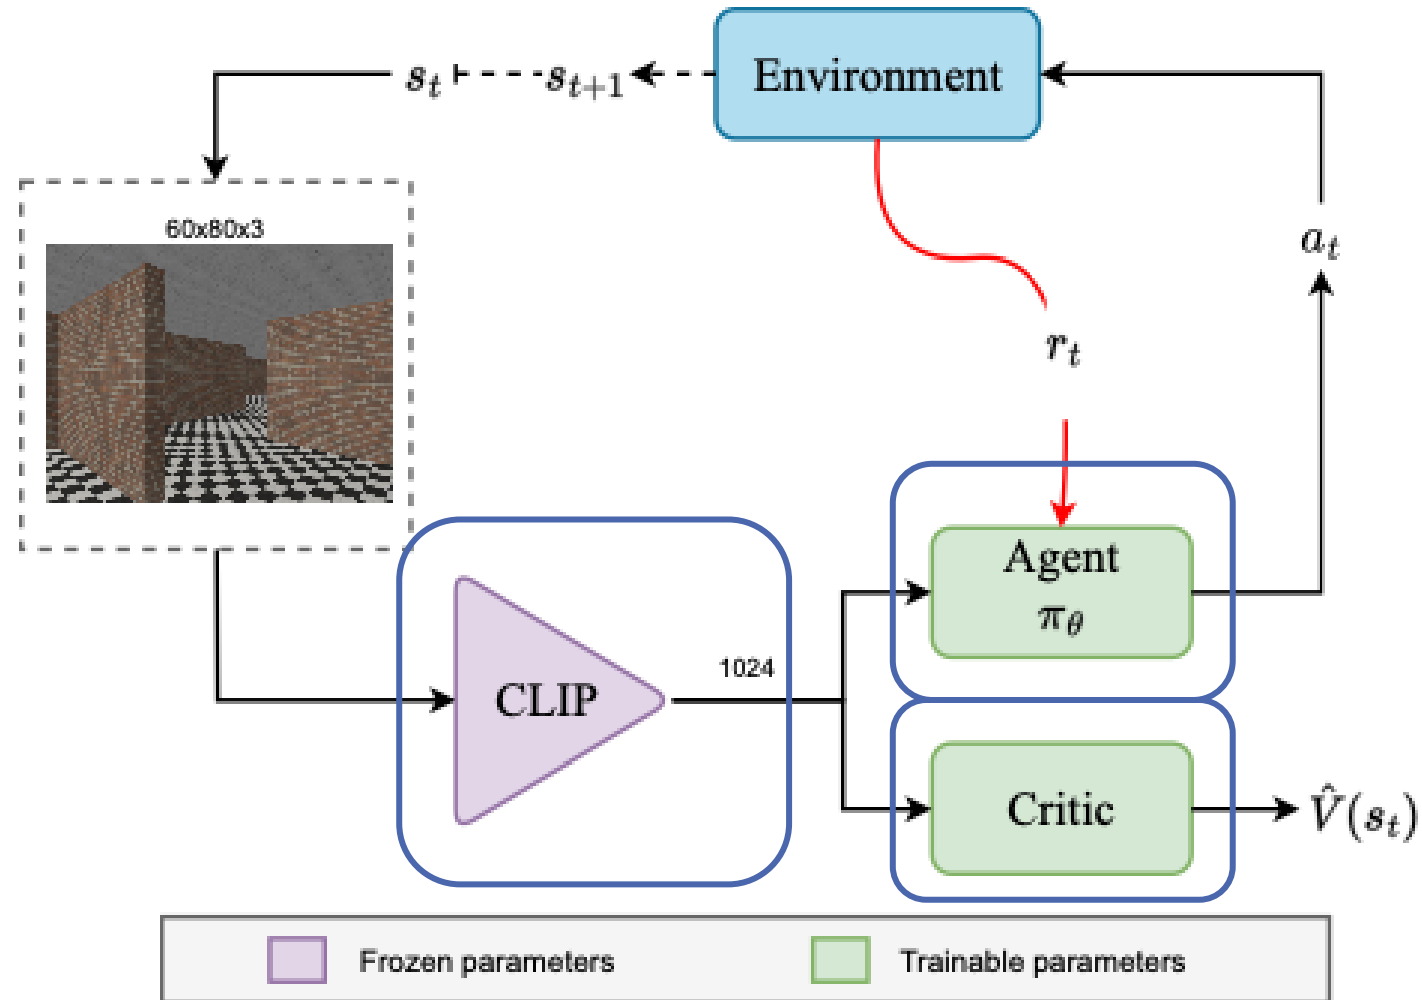 Environment
s_t
s_{t+1}
60x80x3
a_t
r_t
Agent
π_θ
CLIP
1024
Critic
V̂(s_t)
Frozen parameters
Trainable parameters